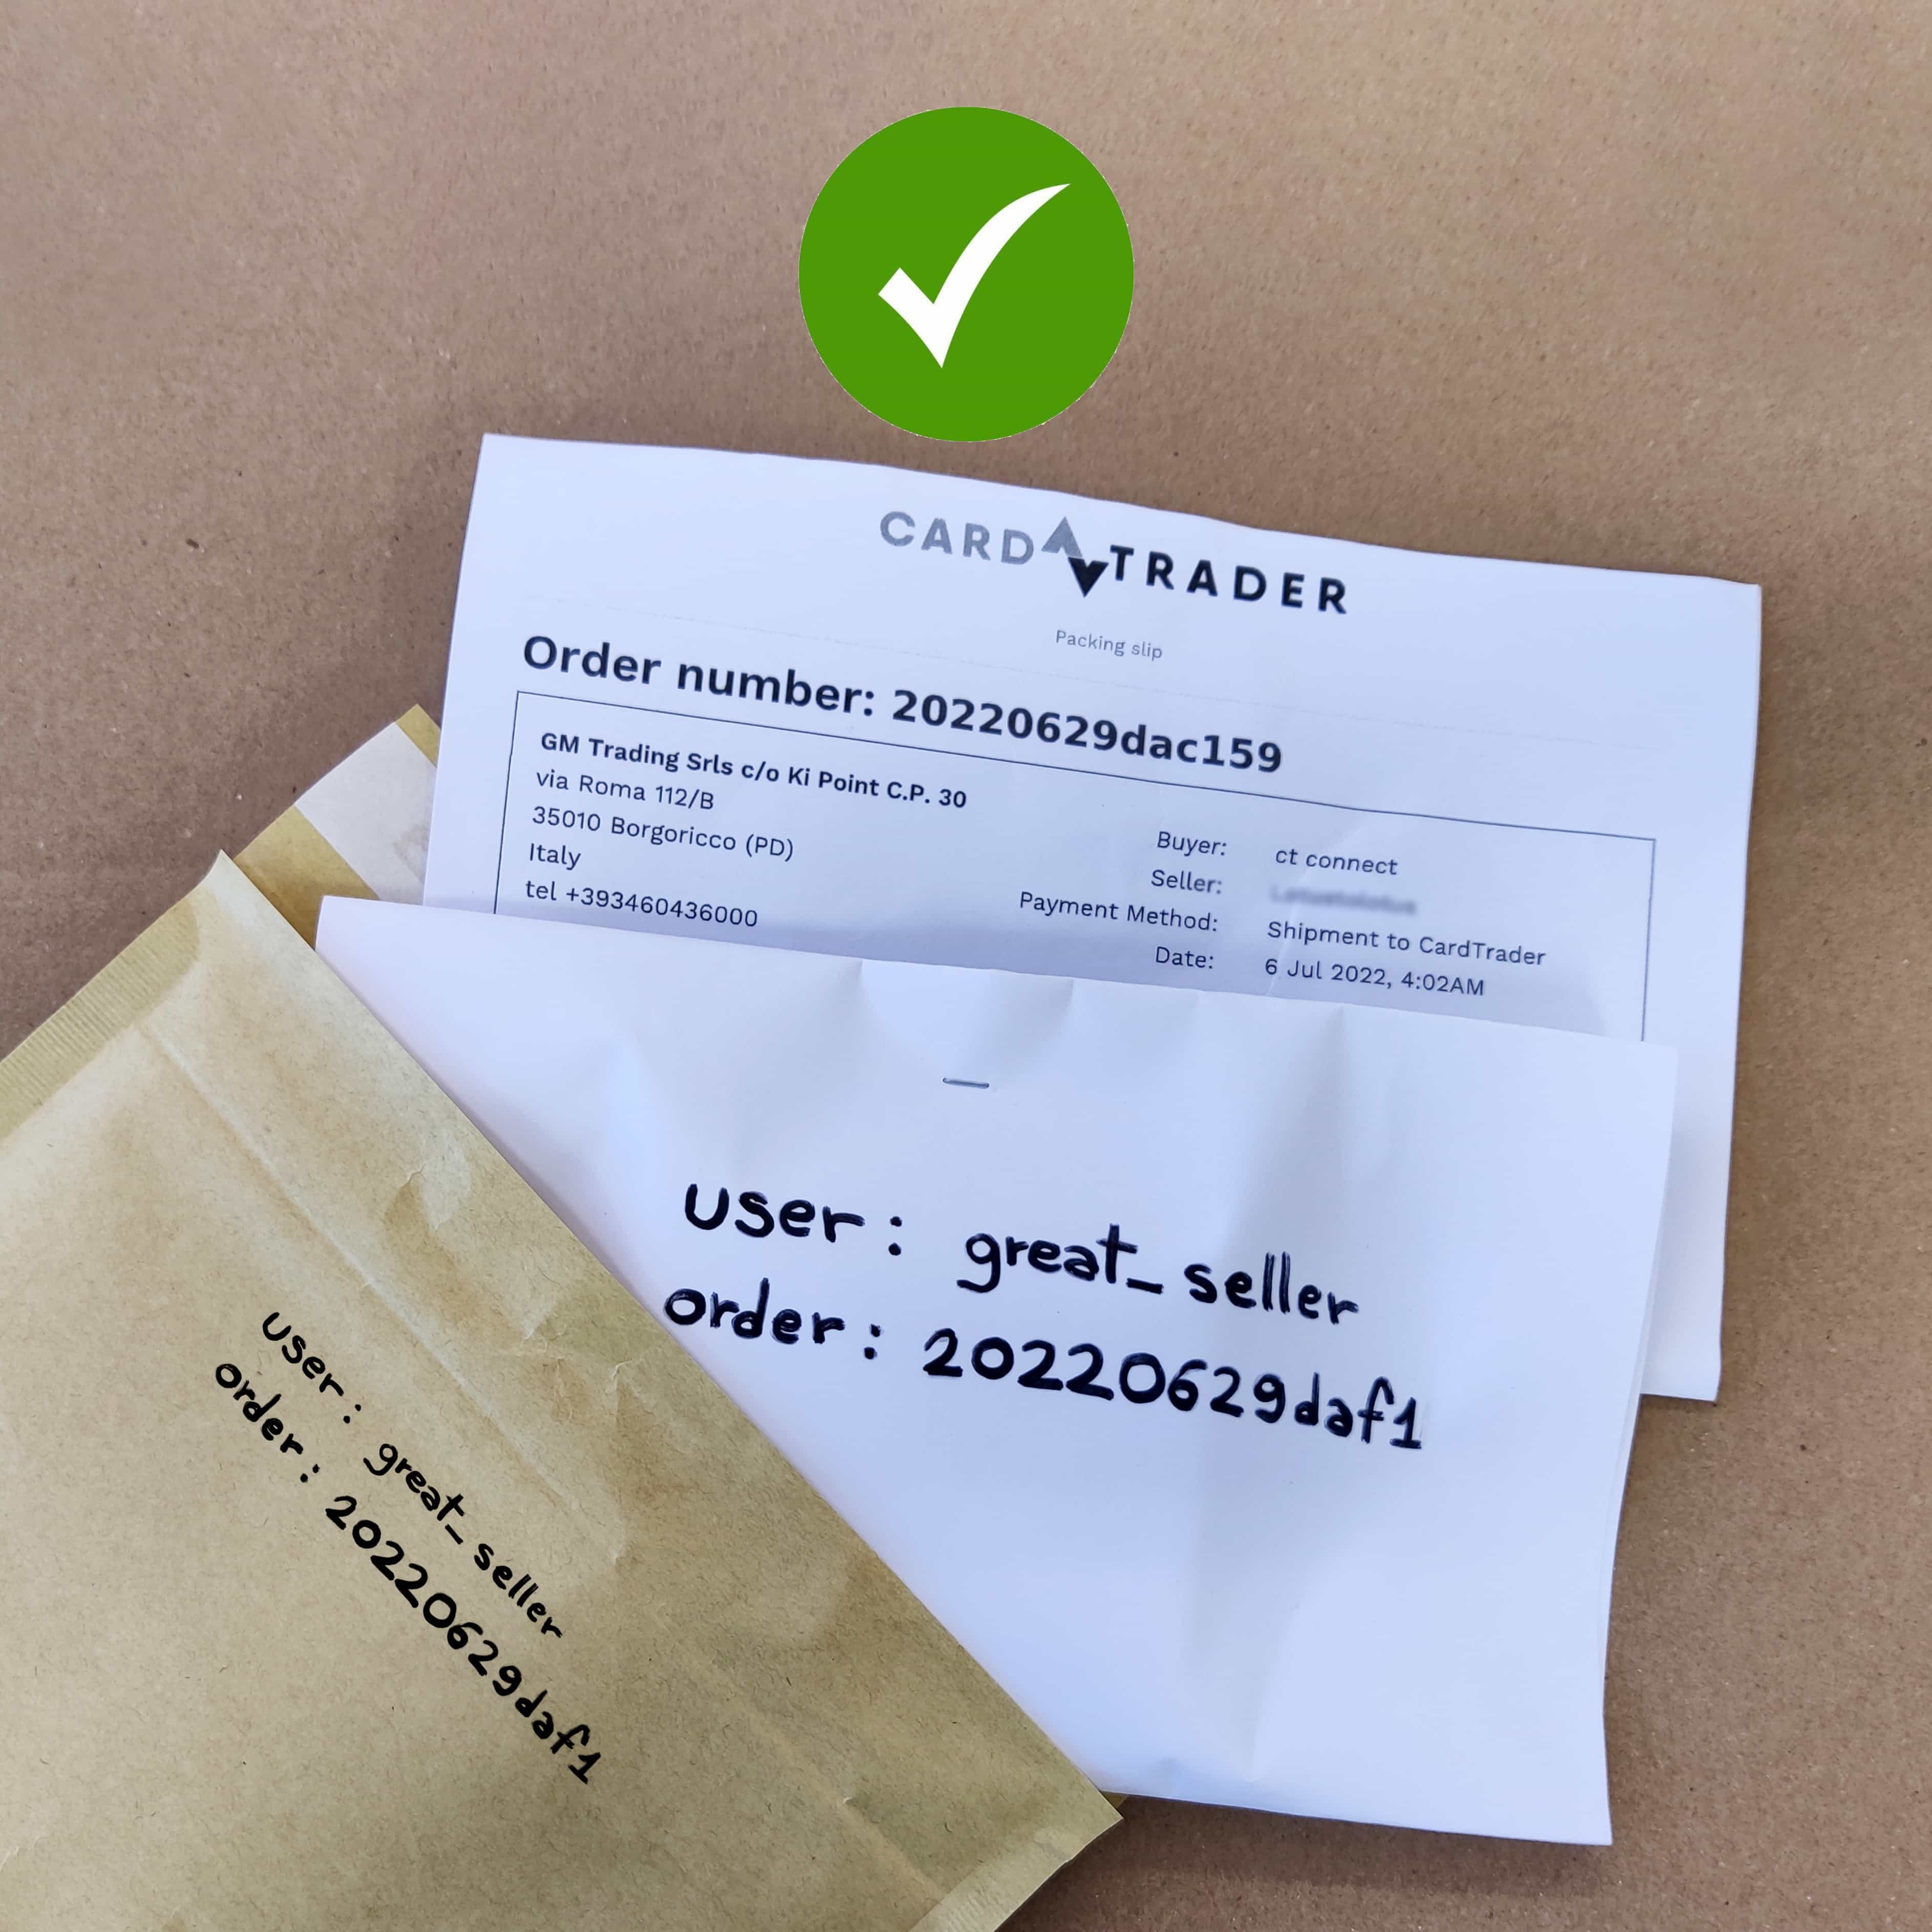 CARD TRADER
Packing slip
Order number: 20220629dac159
GM Trading Srls c/o Ki Point C.P. 30
via Roma 112/B
35010 Borgoricco (PD)
Italy
tel +393460436000
Buyer: ct connect
Seller:
Payment Method: Shipment to CardTrader
Date: 6 Jul 2022, 4:02AM
user: great_seller
order: 20220629daf1
user: great_seller
order: 20220629daf1